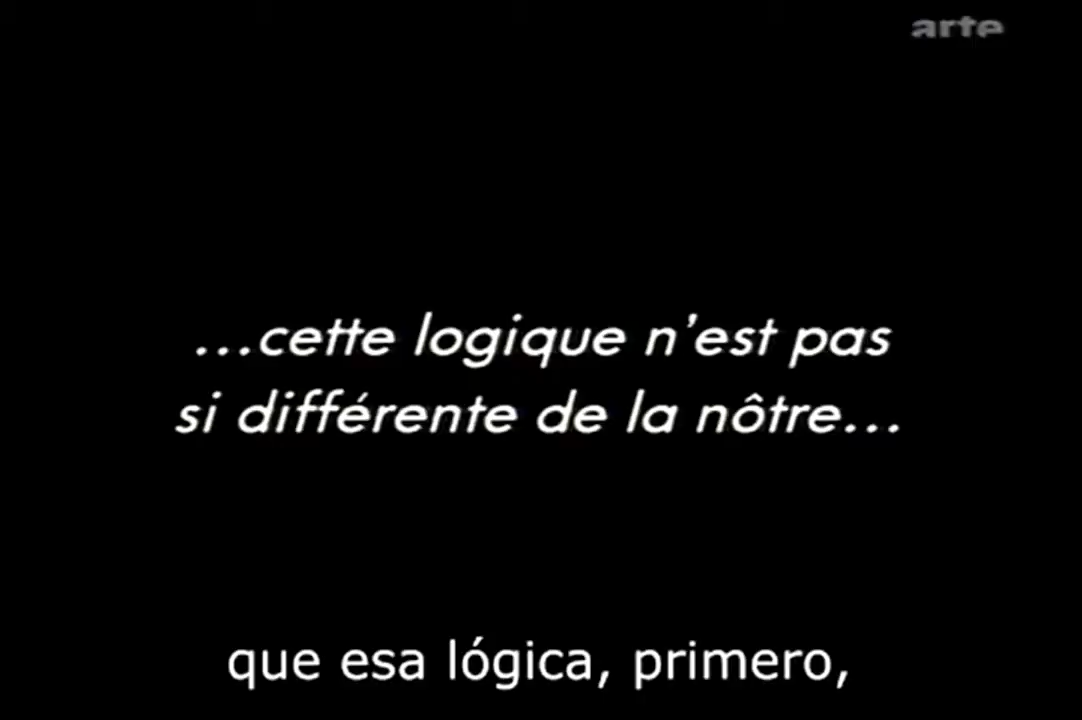 arte
...cette logique n'est pas
si différente de la nôtre...
que esa lógica, primero,